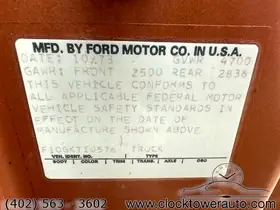 MFD. BY FORD MOTOR CO. IN U.S.A.
DATE: 10/73 GVWR 4700
GAWR: FRONT 2500 REAR 2836
THIS VEHICLE CONFORMS TO
ALL APPLICABLE FEDERAL MOTOR
VEHICLE SAFETY STANDARDS IN
EFFECT ON THE DATE OF
MANUFACTURE SHOWN ABOVE
F10GKT10576 TRUCK
VEH. IDENT. NO. TYPE
BODY TRIM TRANS. AXLE DSO
(402) 563 - 3602 www.clocktowerauto.com